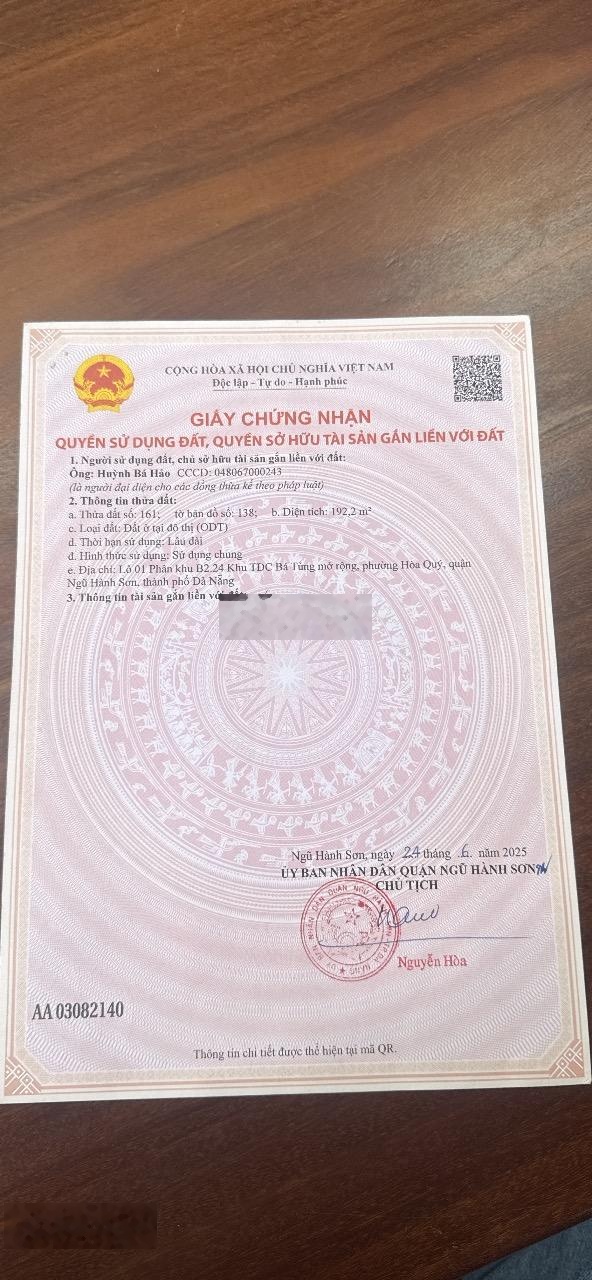 CỘNG HÒA XÃ HỘI CHỦ NGHĨA VIỆT NAM
Độc lập - Tự do - Hạnh phúc
GIẤY CHỨNG NHẬN
QUYỀN SỬ DỤNG ĐẤT, QUYỀN SỞ HỮU TÀI SẢN GẮN LIỀN VỚI ĐẤT
1. Người sử dụng đất, chủ sở hữu tài sản gắn liền với đất:
Ông: Huỳnh Bá Hảo CCCD: 048067000243
(là người đại diện cho các đồng thừa kế theo pháp luật)
2. Thông tin thửa đất:
a. Thửa đất số: 161; tờ bản đồ số: 138; b. Diện tích: 192,2 m²
c. Loại đất: Đất ở tại đô thị (ODT)
d. Thời hạn sử dụng: Lâu dài
đ. Hình thức sử dụng: Sử dụng chung
e. Địa chỉ: Lô 01 Phân khu B2.24 Khu TDC Bá Tùng mở rộng, phường Hòa Quý, quận
Ngũ Hành Sơn, thành phố Đà Nẵng
3. Thông tin tài sản gắn liền với
Ngũ Hành Sơn, ngày 24 tháng 6. năm 2025
ỦY BAN NHÂN DÂN QUẬN NGŨ HÀNH SƠN
CHỦ TỊCH
Nguyễn Hòa
AA 03082140
Thông tin chi tiết được thể hiện tại mã QR.